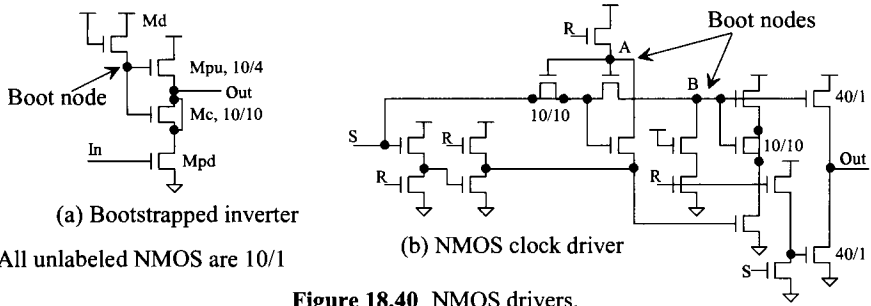 Md
Mpu, 10/4
Boot node
Out
Mc, 10/10
In
Mpd
(a) Bootstrapped inverter
All unlabeled NMOS are 10/1
R
A
Boot nodes
B
40/1
10/10
S
R
10/10
R
R
Out
(b) NMOS clock driver
S
40/1
Figure 18.40 NMOS drivers.